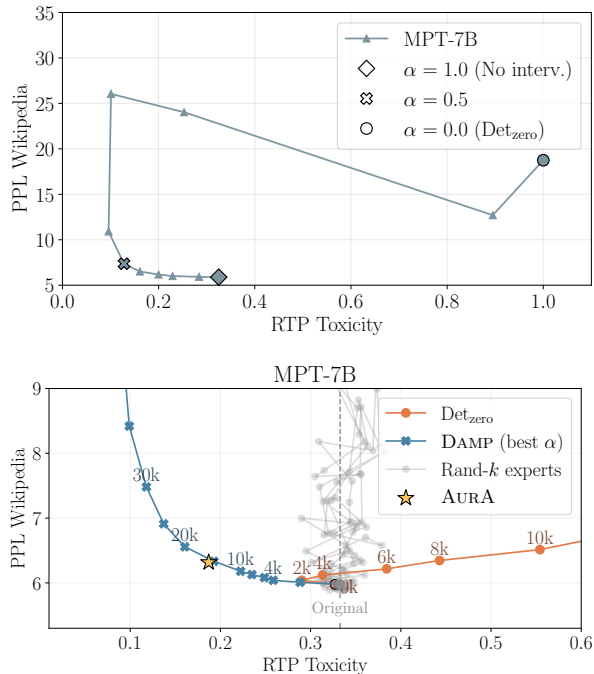 35
30
25
20
15
10
5
PPL Wikipedia
MPT-7B
α = 1.0 (No interv.)
α = 0.5
α = 0.0 (Det_zero)
0.0 0.2 0.4 0.6 0.8 1.0
RTP Toxicity
MPT-7B
9
8
7
6
PPL Wikipedia
Det_zero
DAMP (best α)
Rand-k experts
AURA
30k
20k
10k
4k
2k
4k
6k
8k
10k
0k
Original
0.1 0.2 0.3 0.4 0.5 0.6
RTP Toxicity